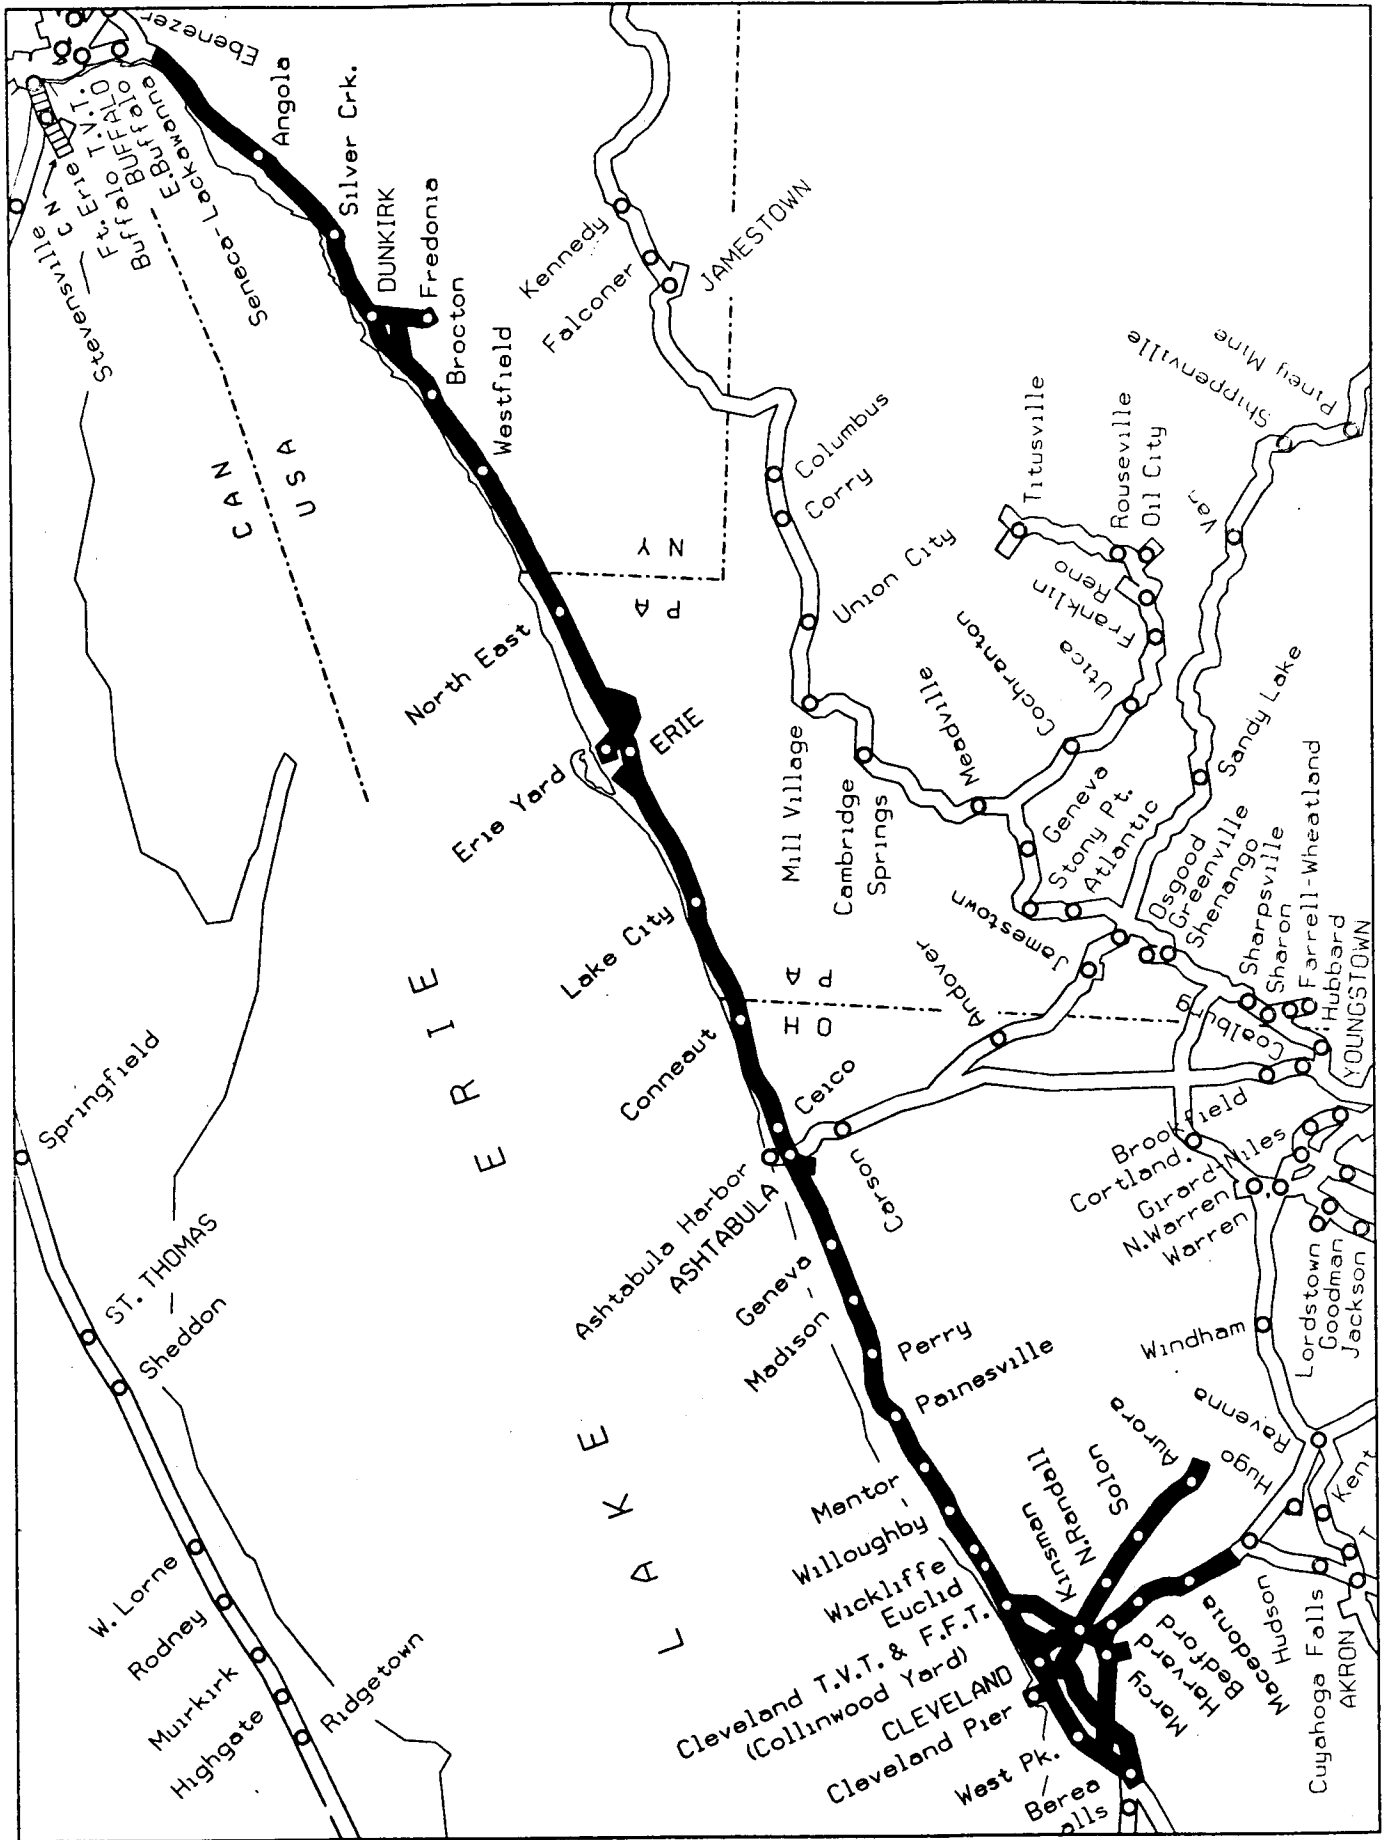 Ebenezer
Stevensville
C N
Ft. Erie
Buffalo T.V.T.
BUFFALO
E.Buffalo
Seneca-Lackawanna
Angola
Silver Crk.
DUNKIRK
Fredonia
Brocton
Westfield
CAN
USA
NY
PA
North East
Erie Yard
ERIE
Lake City
PA
OH
Conneaut
Ceico
Ashtabula Harbor
ASHTABULA
Carson
Geneva
Madison
Perry
Painesville
Mentor
Willoughby
Wickliffe
Euclid
Cleveland T.V.T. & F.F.T.
(Collinwood Yard)
CLEVELAND
Cleveland Pier
West Pk.
Berea
alls
Kinsman
N.Randall
Solon
Aurora
Marcy
Harvard
Bedford
Macedonia
Hudson
Cuyahoga Falls
AKRON
Hugo
Ravenna
Kent
Windham
Lordstown
Goodman
Jackson
Warren
N.Warren
Girard-Niles
Cortland
Brookfield
Coalburg
YOUNGSTOWN
Hubbard
Farrell-Wheatland
Sharon
Sharpsville
Shenango
Greenville
Osgood
Andover
Jamestown
Atlantic
Stony Pt.
Geneva
Meadville
Cochranton
Utica
Franklin
Reno
Oil City
Rouseville
Titusville
Sandy Lake
Van
Shippenville
Piney Mine
Cambridge
Springs
Mill Village
Union City
Corry
Columbus
JAMESTOWN
Falconer
Kennedy
LAKE
ERIE
Springfield
ST. THOMAS
Shedden
W. Lorne
Rodney
Muirkirk
Highgate
Ridgetown